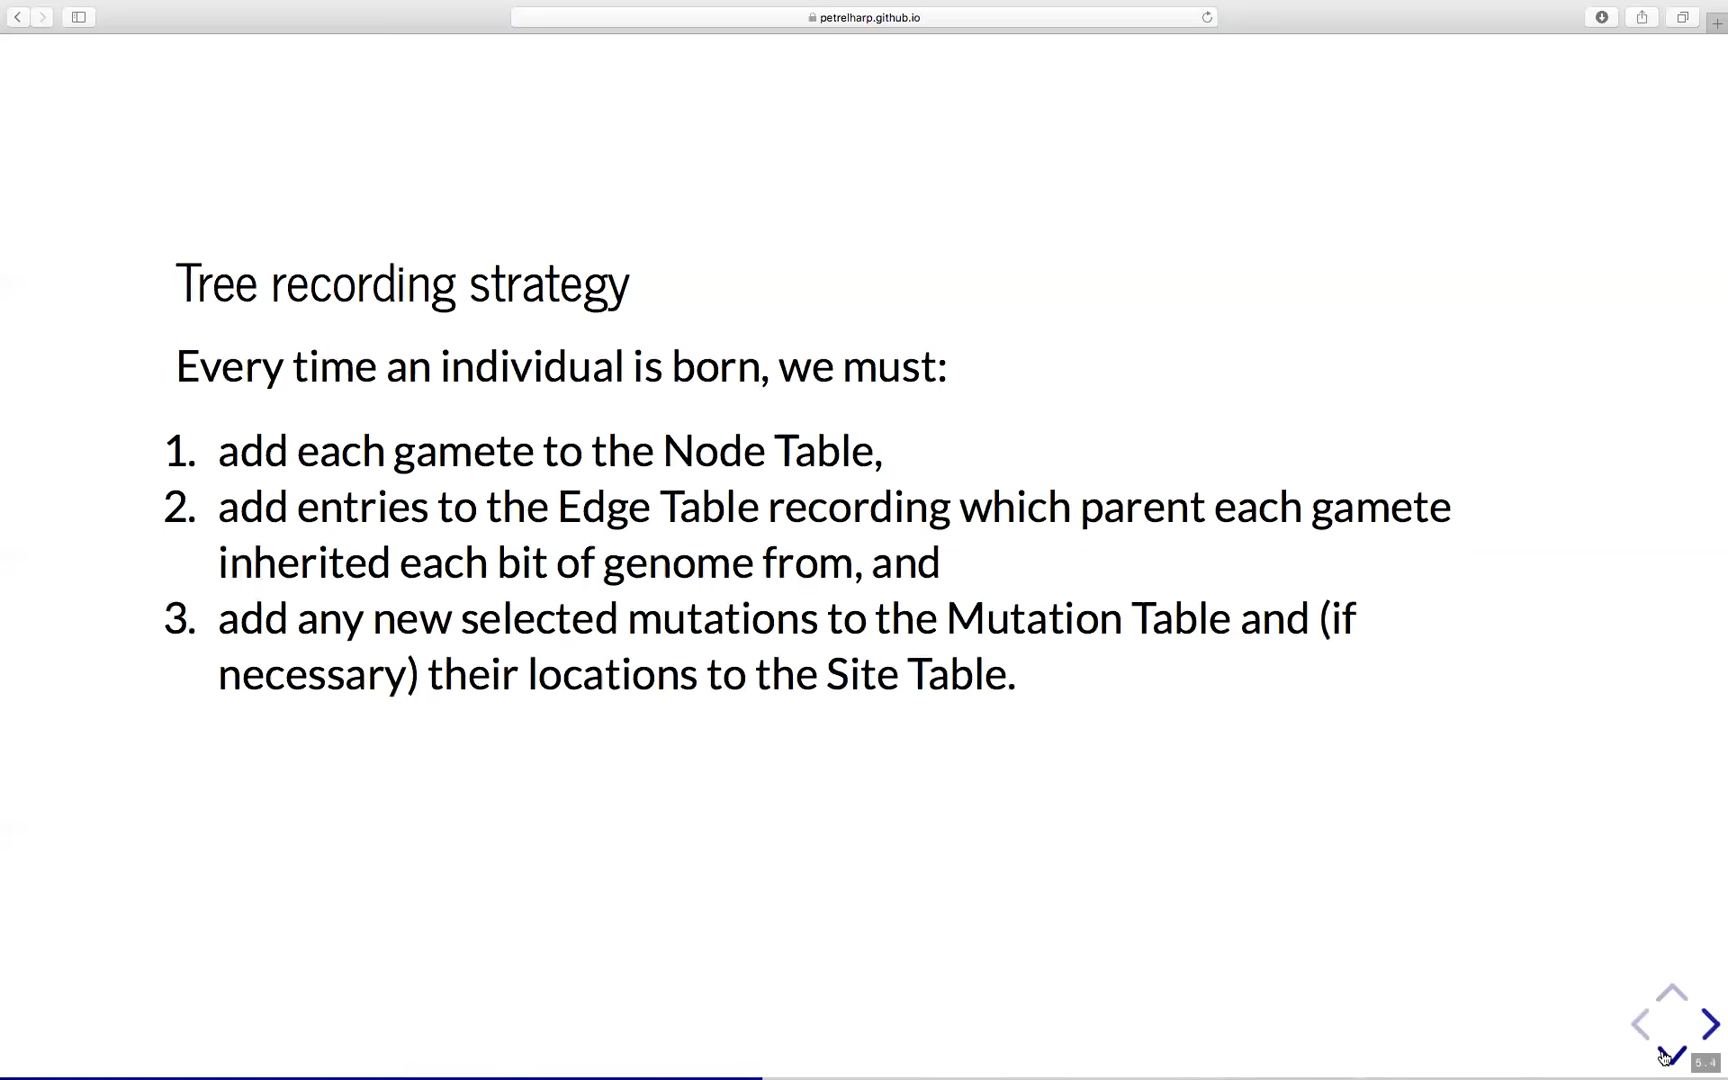 petrelharp.github.io
Tree recording strategy
Every time an individual is born, we must:
1. add each gamete to the Node Table,
2. add entries to the Edge Table recording which parent each gamete
inherited each bit of genome from, and
3. add any new selected mutations to the Mutation Table and (if
necessary) their locations to the Site Table.
5.4